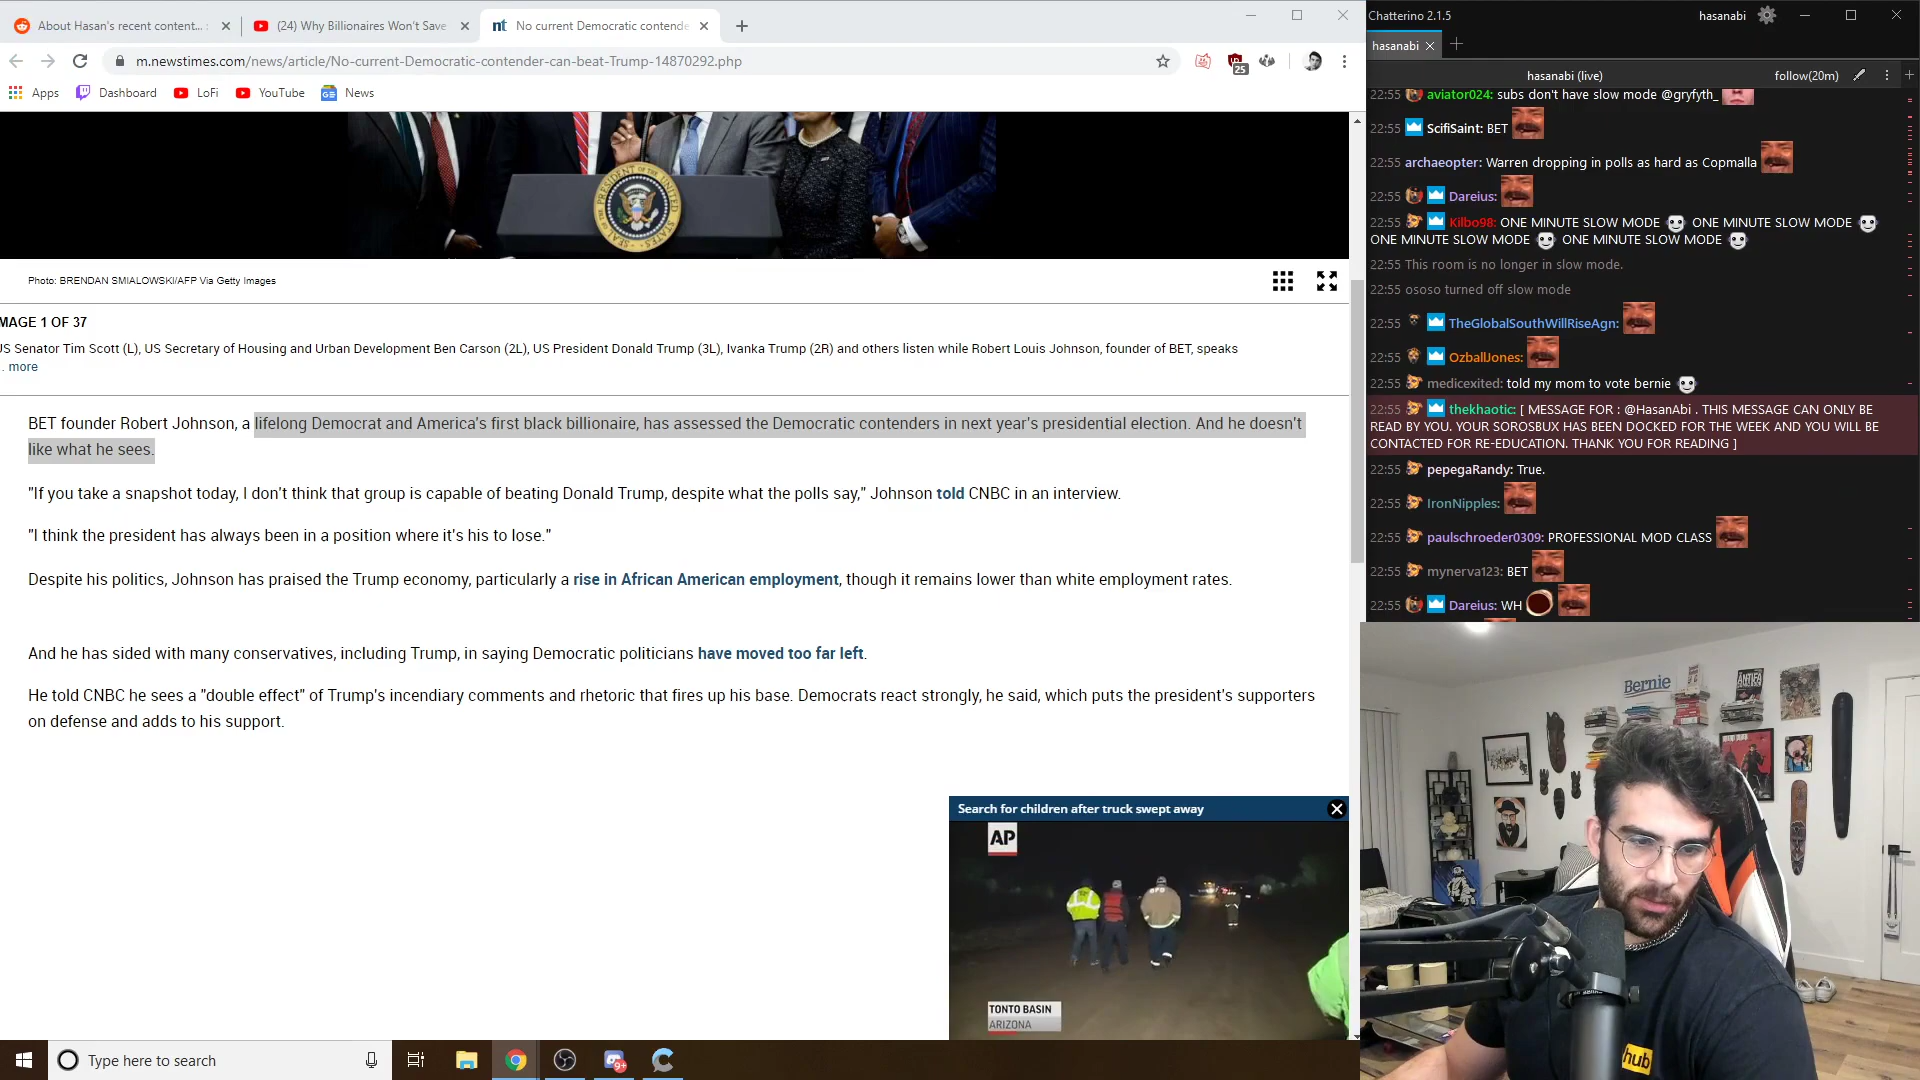 About Hasan's recent content...
(24) Why Billionaires Won't Save
nt No current Democratic contende
m.newstimes.com/news/article/No-current-Democratic-contender-can-beat-Trump-14870292.php
25
Apps Dashboard LoFi YouTube News
SEAL OF THE PRESIDENT OF THE UNITED STATES
Photo: BRENDAN SMIALOWSKI/AFP Via Getty Images
MAGE 1 OF 37
US Senator Tim Scott (L), US Secretary of Housing and Urban Development Ben Carson (2L), US President Donald Trump (3L), Ivanka Trump (2R) and others listen while Robert Louis Johnson, founder of BET, speaks
. more
BET founder Robert Johnson, a lifelong Democrat and America's first black billionaire, has assessed the Democratic contenders in next year's presidential election. And he doesn't
like what he sees.
"If you take a snapshot today, I don't think that group is capable of beating Donald Trump, despite what the polls say," Johnson told CNBC in an interview.
"I think the president has always been in a position where it's his to lose."
Despite his politics, Johnson has praised the Trump economy, particularly a rise in African American employment, though it remains lower than white employment rates.
And he has sided with many conservatives, including Trump, in saying Democratic politicians have moved too far left.
He told CNBC he sees a "double effect" of Trump's incendiary comments and rhetoric that fires up his base. Democrats react strongly, he said, which puts the president's supporters
on defense and adds to his support.
Search for children after truck swept away
AP
TONTO BASIN
ARIZONA
Type here to search
9+
Chatterino 2.1.5
hasanabi
hasanabi
hasanabi (live)
follow(20m)
22:55 aviator024: subs don't have slow mode @gryfyth_
22:55 ScifiSaint: BET
22:55 archaeopter: Warren dropping in polls as hard as Copmalla
22:55 Dareius:
22:55 Kilbo98: ONE MINUTE SLOW MODE ONE MINUTE SLOW MODE
ONE MINUTE SLOW MODE ONE MINUTE SLOW MODE
22:55 This room is no longer in slow mode.
22:55 ososo turned off slow mode
22:55 TheGlobalSouthWillRiseAgn:
22:55 OzballJones:
22:55 medicexited: told my mom to vote bernie
22:55 thekhaotic: [ MESSAGE FOR : @HasanAbi . THIS MESSAGE CAN ONLY BE
READ BY YOU. YOUR SOROSBUX HAS BEEN DOCKED FOR THE WEEK AND YOU WILL BE
CONTACTED FOR RE-EDUCATION. THANK YOU FOR READING ]
22:55 pepegaRandy: True.
22:55 IronNipples:
22:55 paulschroeder0309: PROFESSIONAL MOD CLASS
22:55 mynerva123: BET
22:55 Dareius: WH
Bernie
ANTIFA
hub